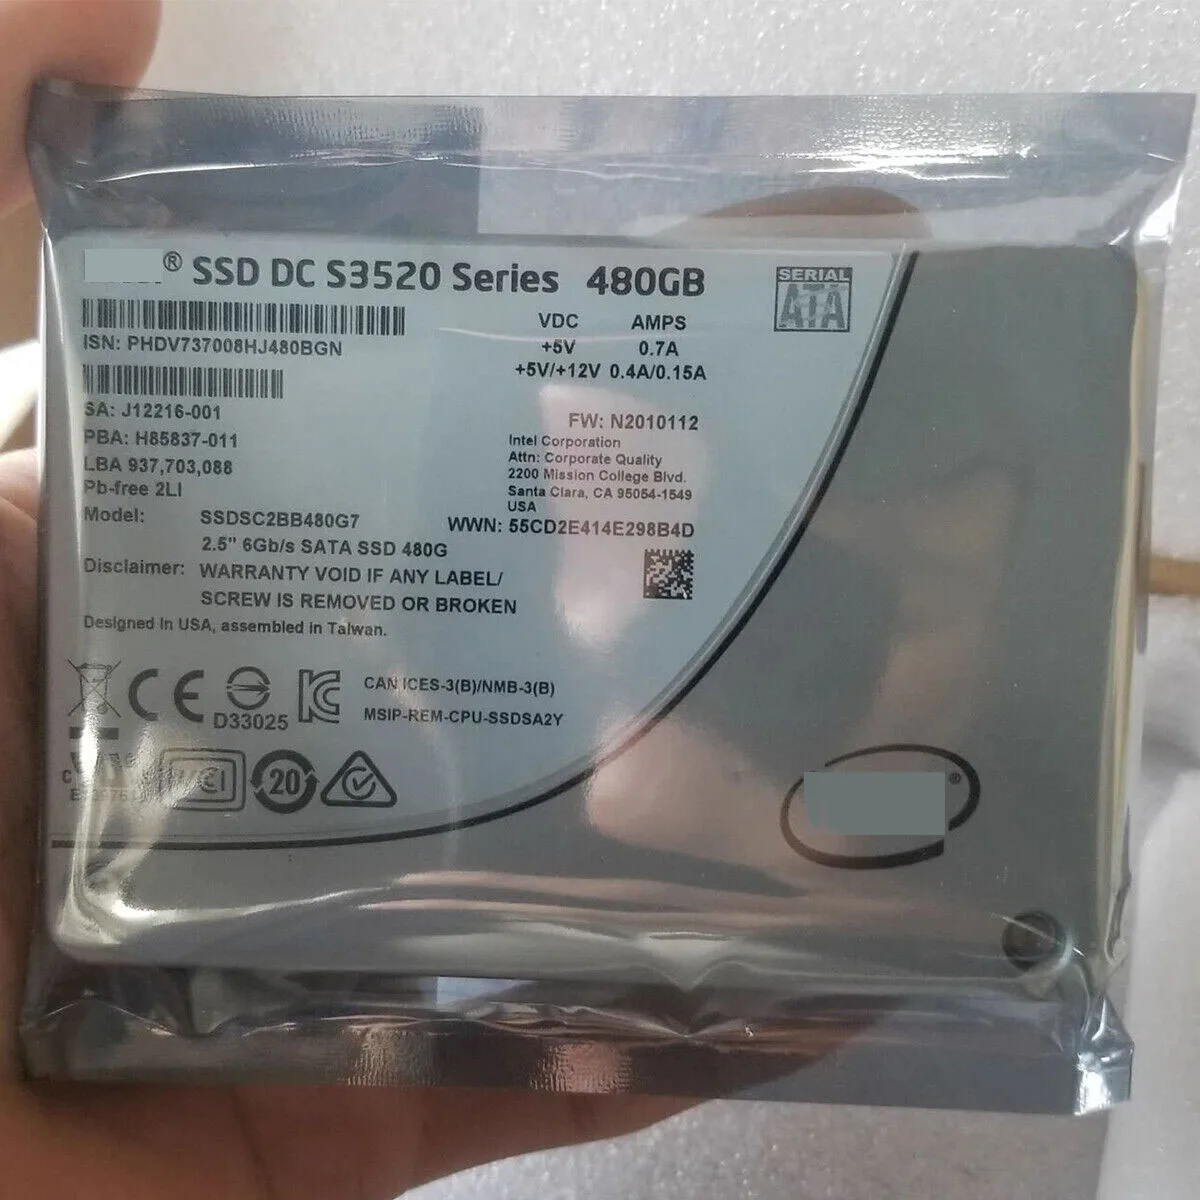 ® SSD DC S3520 Series 480GB
SERIAL
ATA
ISN: PHDV737008HJ480BGN
VDC AMPS
+5V 0.7A
+5V/+12V 0.4A/0.15A
SA: J12216-001
PBA: H85837-011
LBA 937,703,088
Pb-free 2LI
FW: N2010112
Intel Corporation
Attn: Corporate Quality
2200 Mission College Blvd.
Santa Clara, CA 95054-1549
USA
WWN: 55CD2E414E298B4D
Model: SSDSC2BB480G7
2.5" 6Gb/s SATA SSD 480G
Disclaimer: WARRANTY VOID IF ANY LABEL/
SCREW IS REMOVED OR BROKEN
Designed in USA, assembled in Taiwan.
CE
D33025
CAN ICES-3(B)/NMB-3(B)
MSIP-REM-CPU-SSDSA2Y
20
®